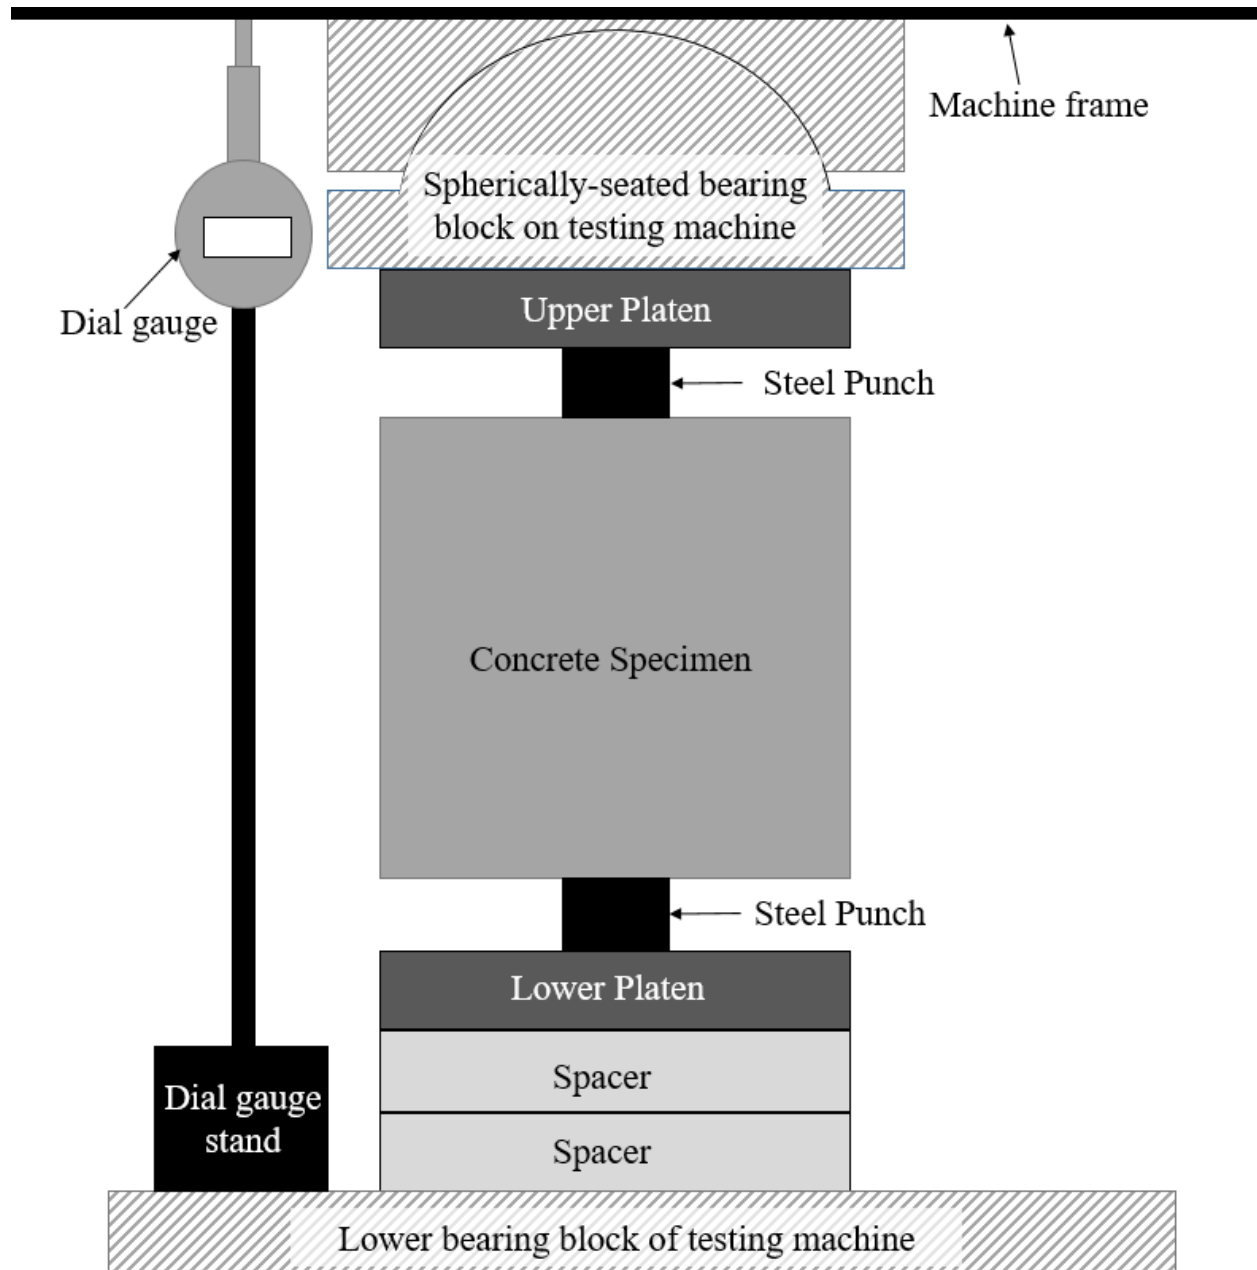 Machine frame
Spherically-seated bearing
block on testing machine
Dial gauge
Upper Platen
Steel Punch
Concrete Specimen
Steel Punch
Lower Platen
Spacer
Dial gauge
stand
Spacer
Lower bearing block of testing machine